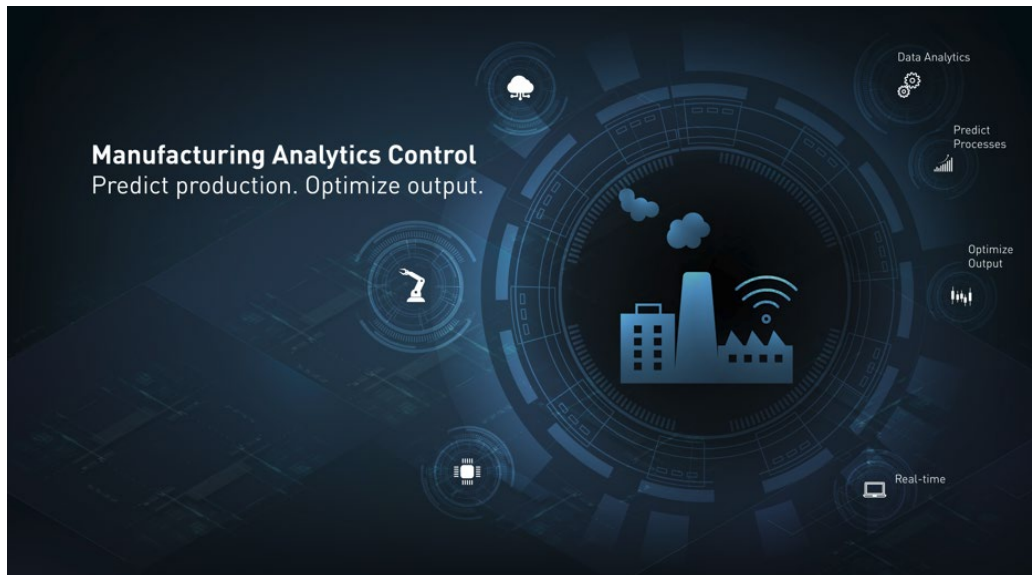 Manufacturing Analytics Control
Predict production. Optimize output.
Data Analytics
Predict
Processes
Optimize
Output
Real-time